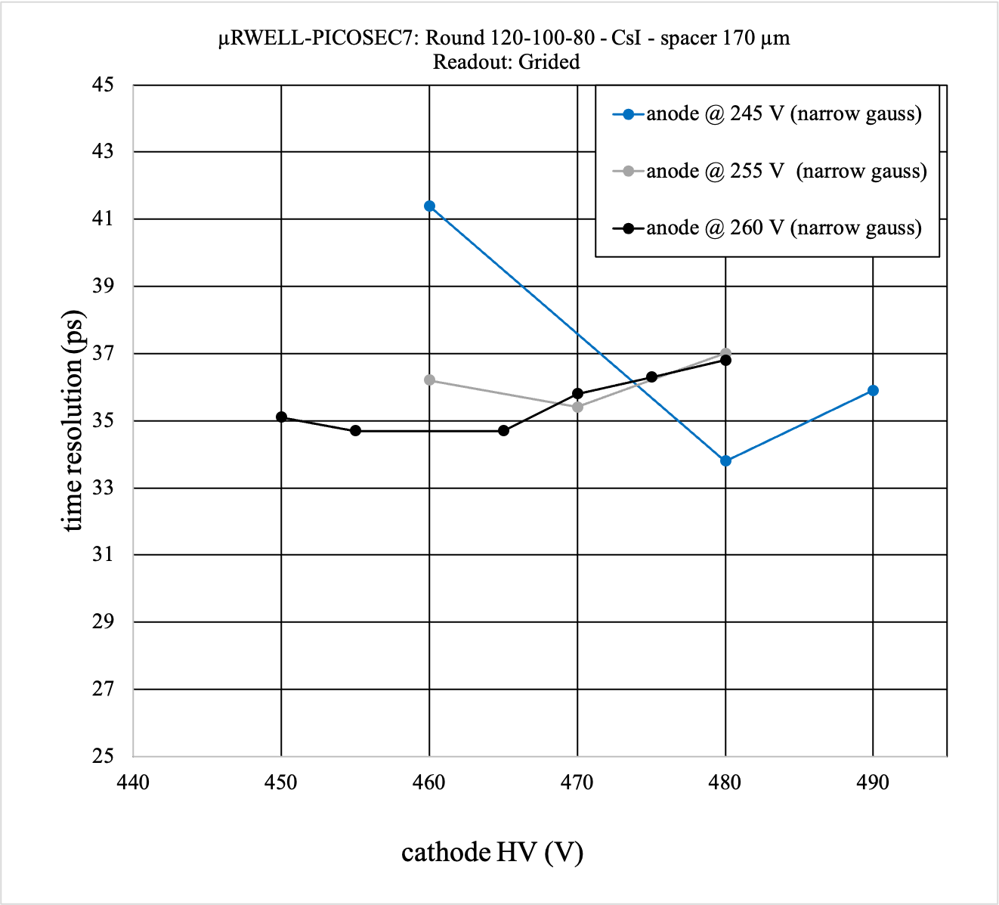 µRWELL-PICOSEC7: Round 120-100-80 - CsI - spacer 170 µm
Readout: Grided
anode @ 245 V (narrow gauss)
anode @ 255 V  (narrow gauss)
anode @ 260 V (narrow gauss)
45
43
41
39
37
35
33
31
29
27
25
time resolution (ps)
440 450 460 470 480 490
cathode HV (V)